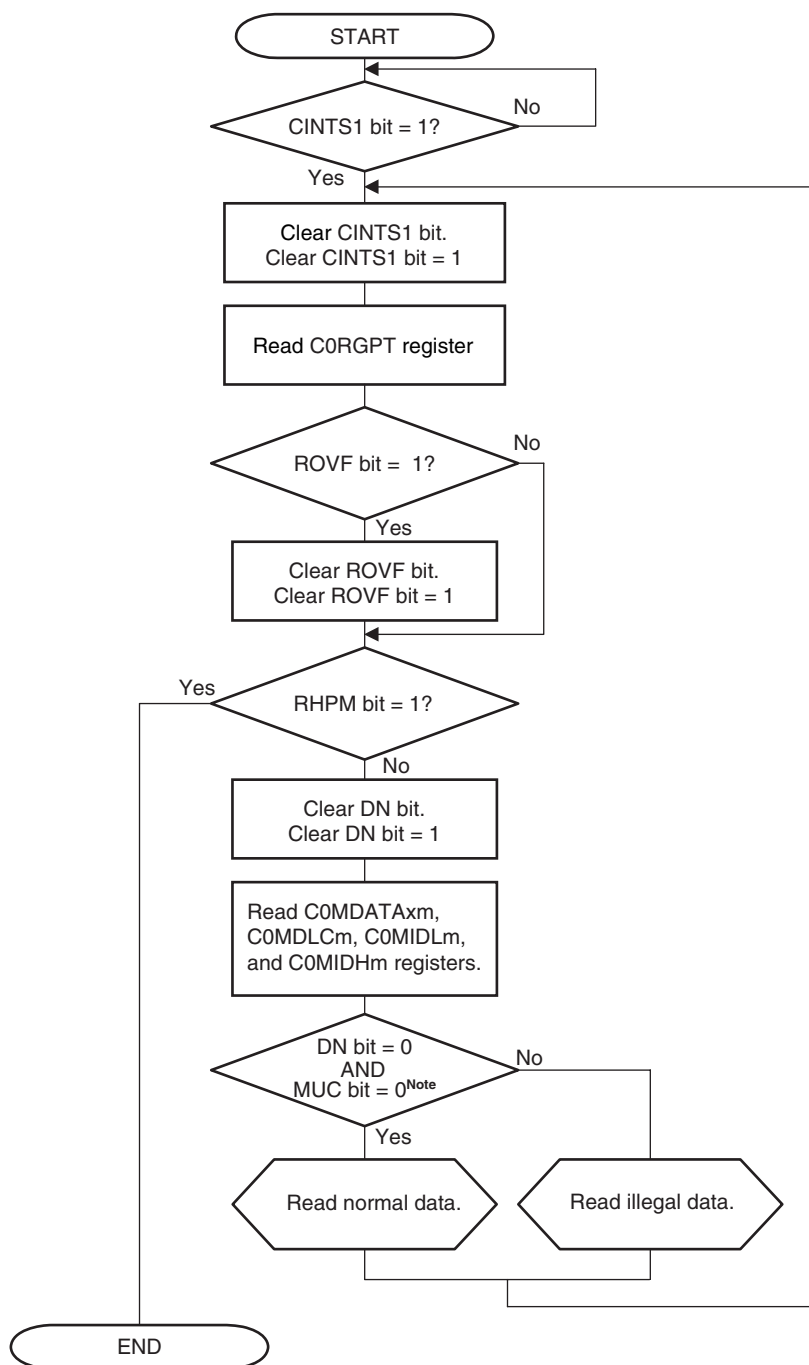 START
No
CINTS1 bit = 1?
Yes
Clear CINTS1 bit.
Clear CINTS1 bit = 1
Read C0RGPT register
No
ROVF bit = 1?
Yes
Clear ROVF bit.
Clear ROVF bit = 1
Yes
RHPM bit = 1?
No
Clear DN bit.
Clear DN bit = 1
Read C0MDATAxm,
C0MDLCm, C0MIDLm,
and C0MIDHm registers.
DN bit = 0
No
AND
MUC bit = 0Note
Yes
Read normal data.
Read illegal data.
END